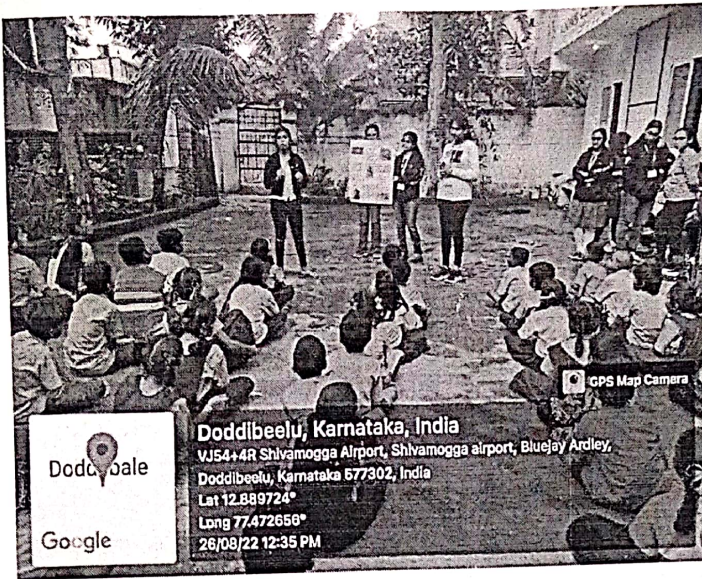 GPS Map Camera
Doddibeelu, Karnataka, India
VJ54+4R Shivamogga Airport, Shivamogga airport, Bluejay Ardley,
Doddibeelu, Karnataka 577302, India
Lat 12.889724°
Long 77.472656°
26/08/22 12:35 PM
Google